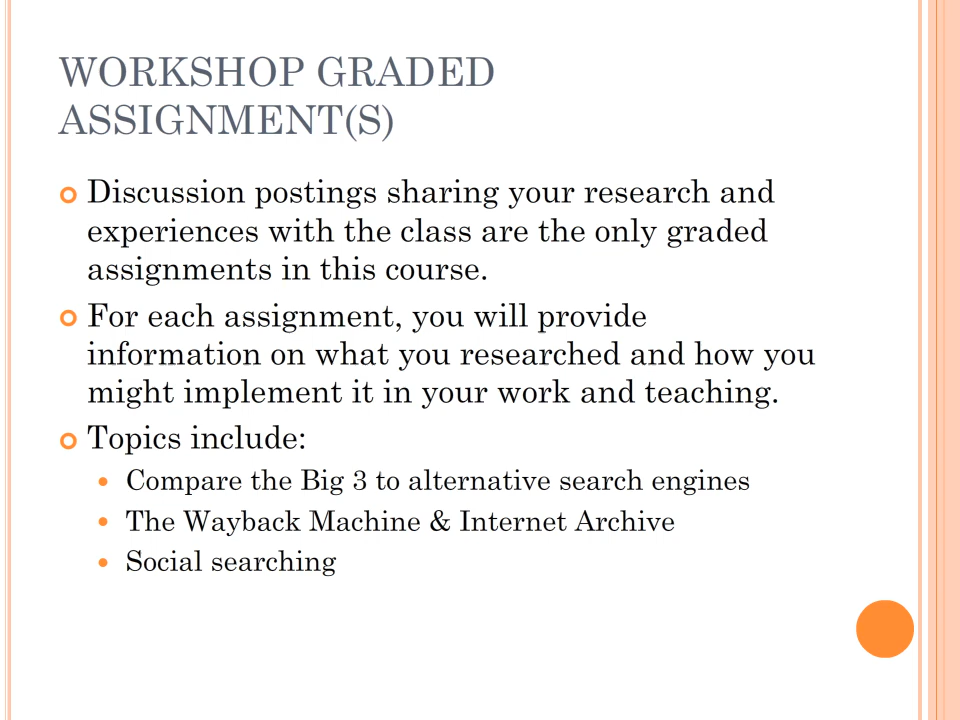 WORKSHOP GRADED
ASSIGNMENT(S)
Discussion postings sharing your research and
experiences with the class are the only graded
assignments in this course.
For each assignment, you will provide
information on what you researched and how you
might implement it in your work and teaching.
Topics include:
Compare the Big 3 to alternative search engines
The Wayback Machine & Internet Archive
Social searching